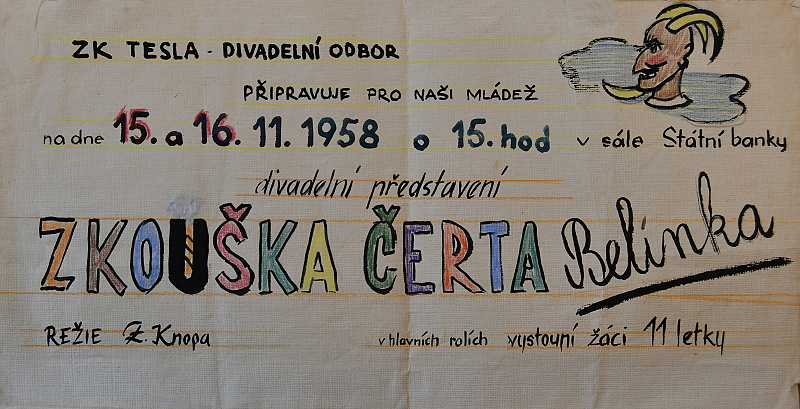 ZK TESLA - DIVADELNÍ ODBOR
PŘIPRAVUJE PRO NAŠI MLÁDEŽ
na dne 15. a 16. 11. 1958 o 15. hod v sále Státní banky
divadelní představení
ZKOUŠKA ČERTA Belínka
REŽIE Z. Knopa v hlavních rolích vystoupí žáci 11 letky